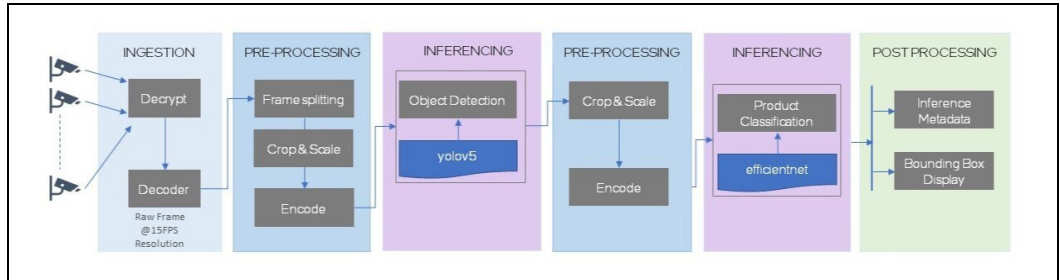 INGESTION
Decrypt
Decoder
Raw Frame
@15FPS
Resolution
PRE-PROCESSING
Frame splitting
Crop & Scale
Encode
INFERENCING
Object Detection
yolov5
PRE-PROCESSING
Crop & Scale
Encode
INFERENCING
Product
Classification
efficientnet
POST PROCESSING
Inference
Metadata
Bounding Box
Display